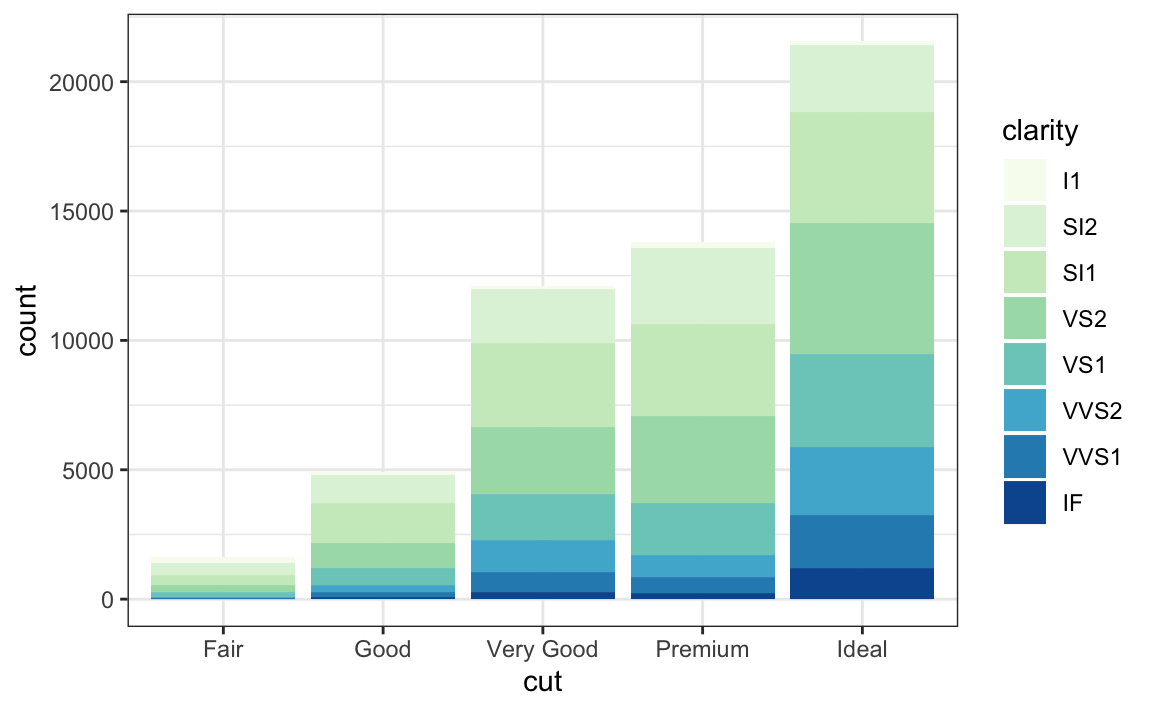 20000
15000
10000
5000
0
count
Fair Good Very Good Premium Ideal
cut
clarity
I1
SI2
SI1
VS2
VS1
VVS2
VVS1
IF